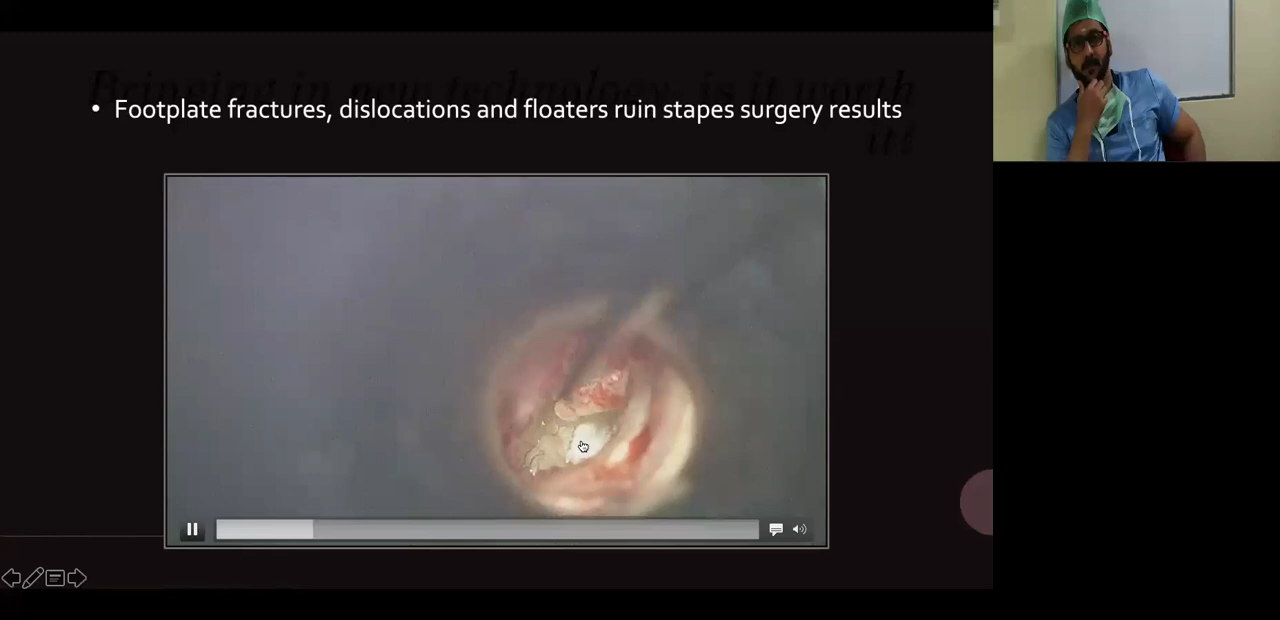 Bringing in new technology, is it worth
it?
• Footplate fractures, dislocations and floaters ruin stapes surgery results